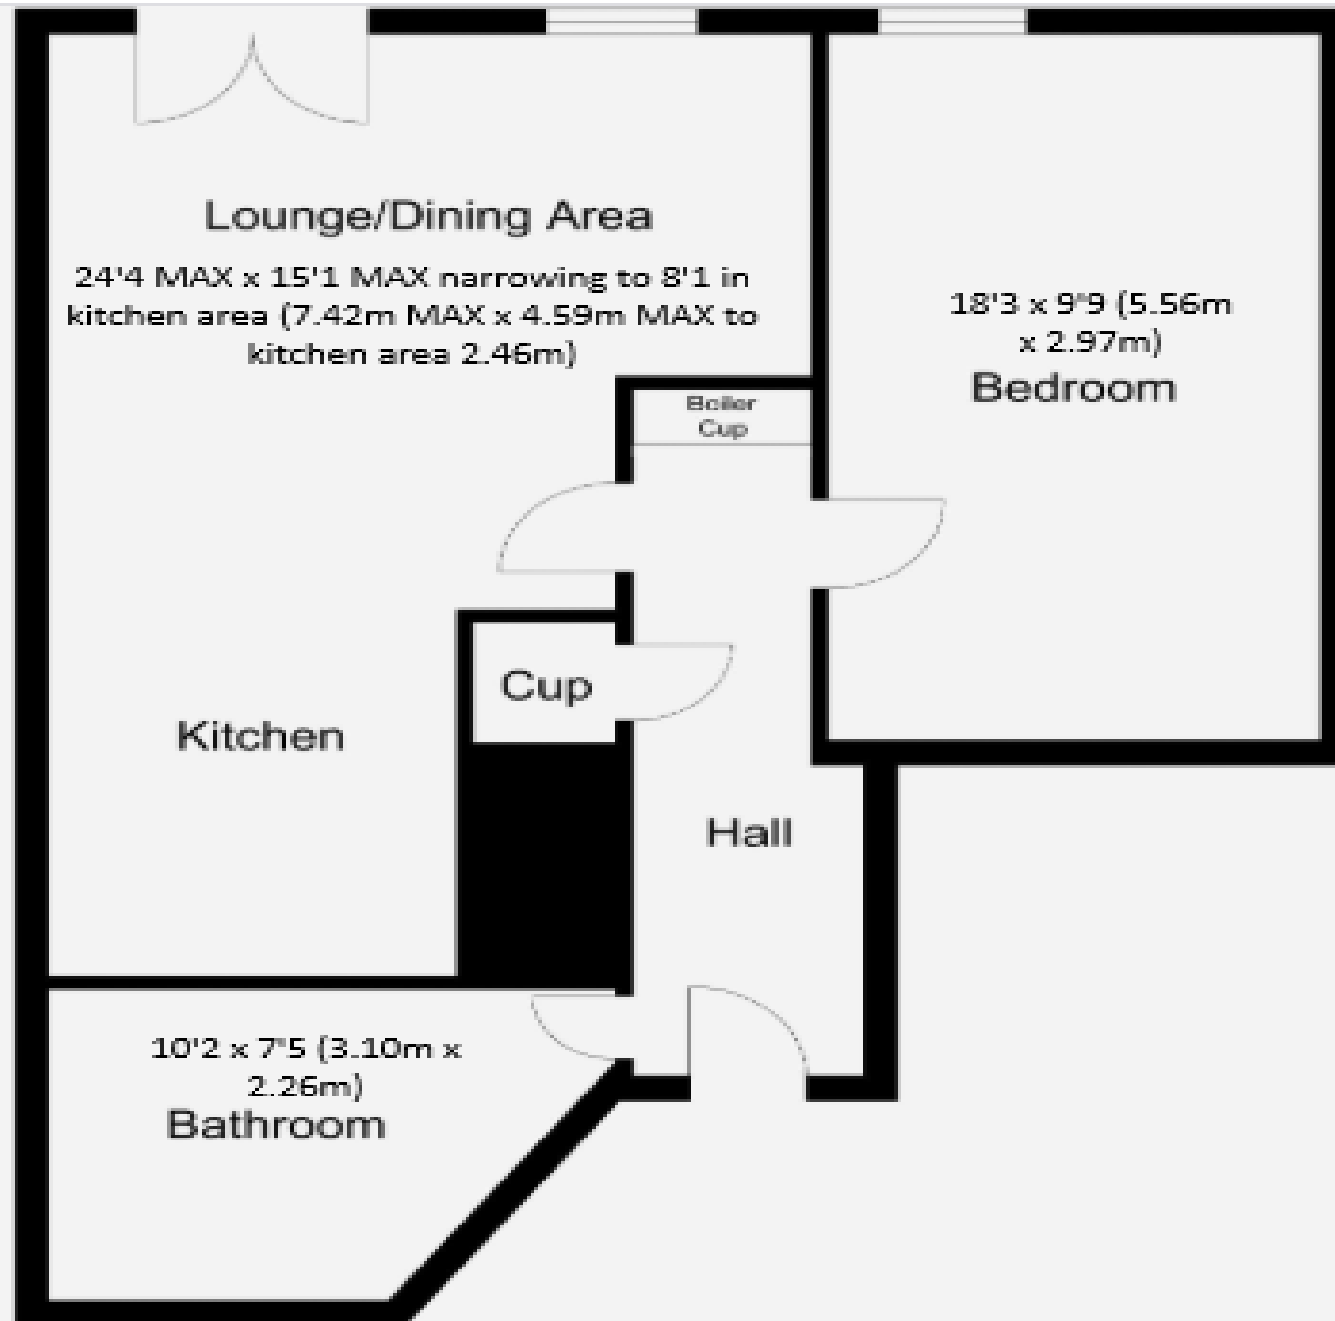 Lounge/Dining Area
24'4 MAX x 15'1 MAX narrowing to 8'1 in
kitchen area (7.42m MAX x 4.59m MAX to
kitchen area 2.46m)
18'3 x 9'9 (5.56m
x 2.97m)
Bedroom
Boiler
Cup
Cup
Kitchen
Hall
10'2 x 7'5 (3.10m x
2.26m)
Bathroom